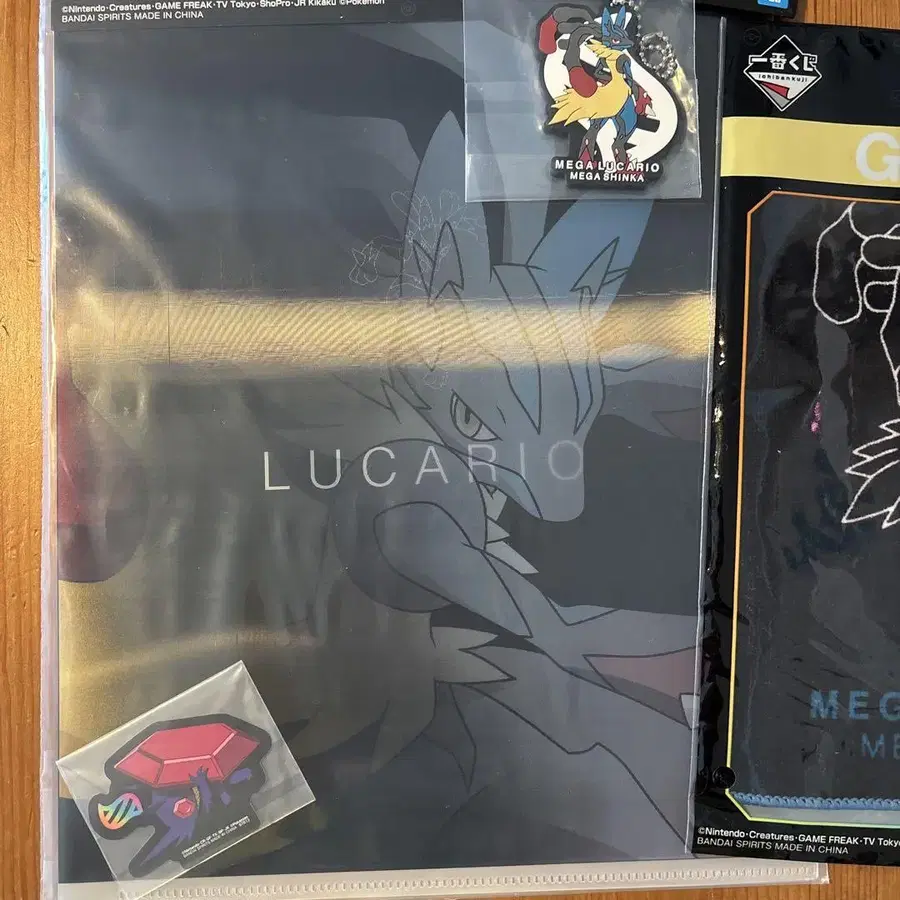 ©Nintendo・Creatures・GAME FREAK・TV Tokyo・ShoPro・JR Kikaku ©Pokémon
BANDAI SPIRITS MADE IN CHINA
MEGA LUCARIO
MEGA SHINKA
一番くじ
ichibankuji
G
LUCARIO
MEG
ME
©Nintendo・Creatures・GAME FREAK・TV Tokyo
BANDAI SPIRITS MADE IN CHINA